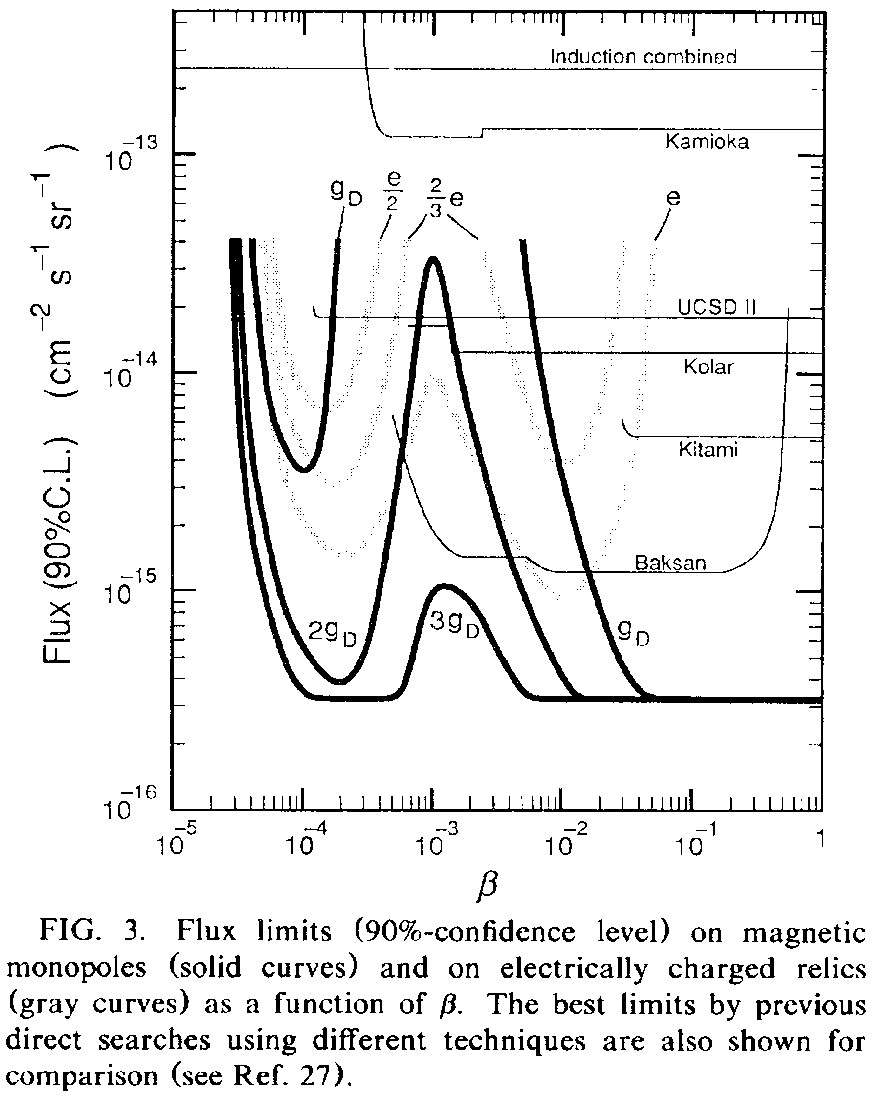 Induction combined
Kamioka
10⁻¹³
g_D e/2 2/3 e e
UCSD II
10⁻¹⁴
Kolar
Kitami
Baksan
10⁻¹⁵
2g_D 3g_D g_D
10⁻¹⁶
10⁻⁵ 10⁻⁴ 10⁻³ 10⁻² 10⁻¹ 1
β
Flux (90%C.L.) (cm⁻² s⁻¹ sr⁻¹)
FIG. 3. Flux limits (90%-confidence level) on magnetic
monopoles (solid curves) and on electrically charged relics
(gray curves) as a function of β. The best limits by previous
direct searches using different techniques are also shown for
comparison (see Ref. 27).